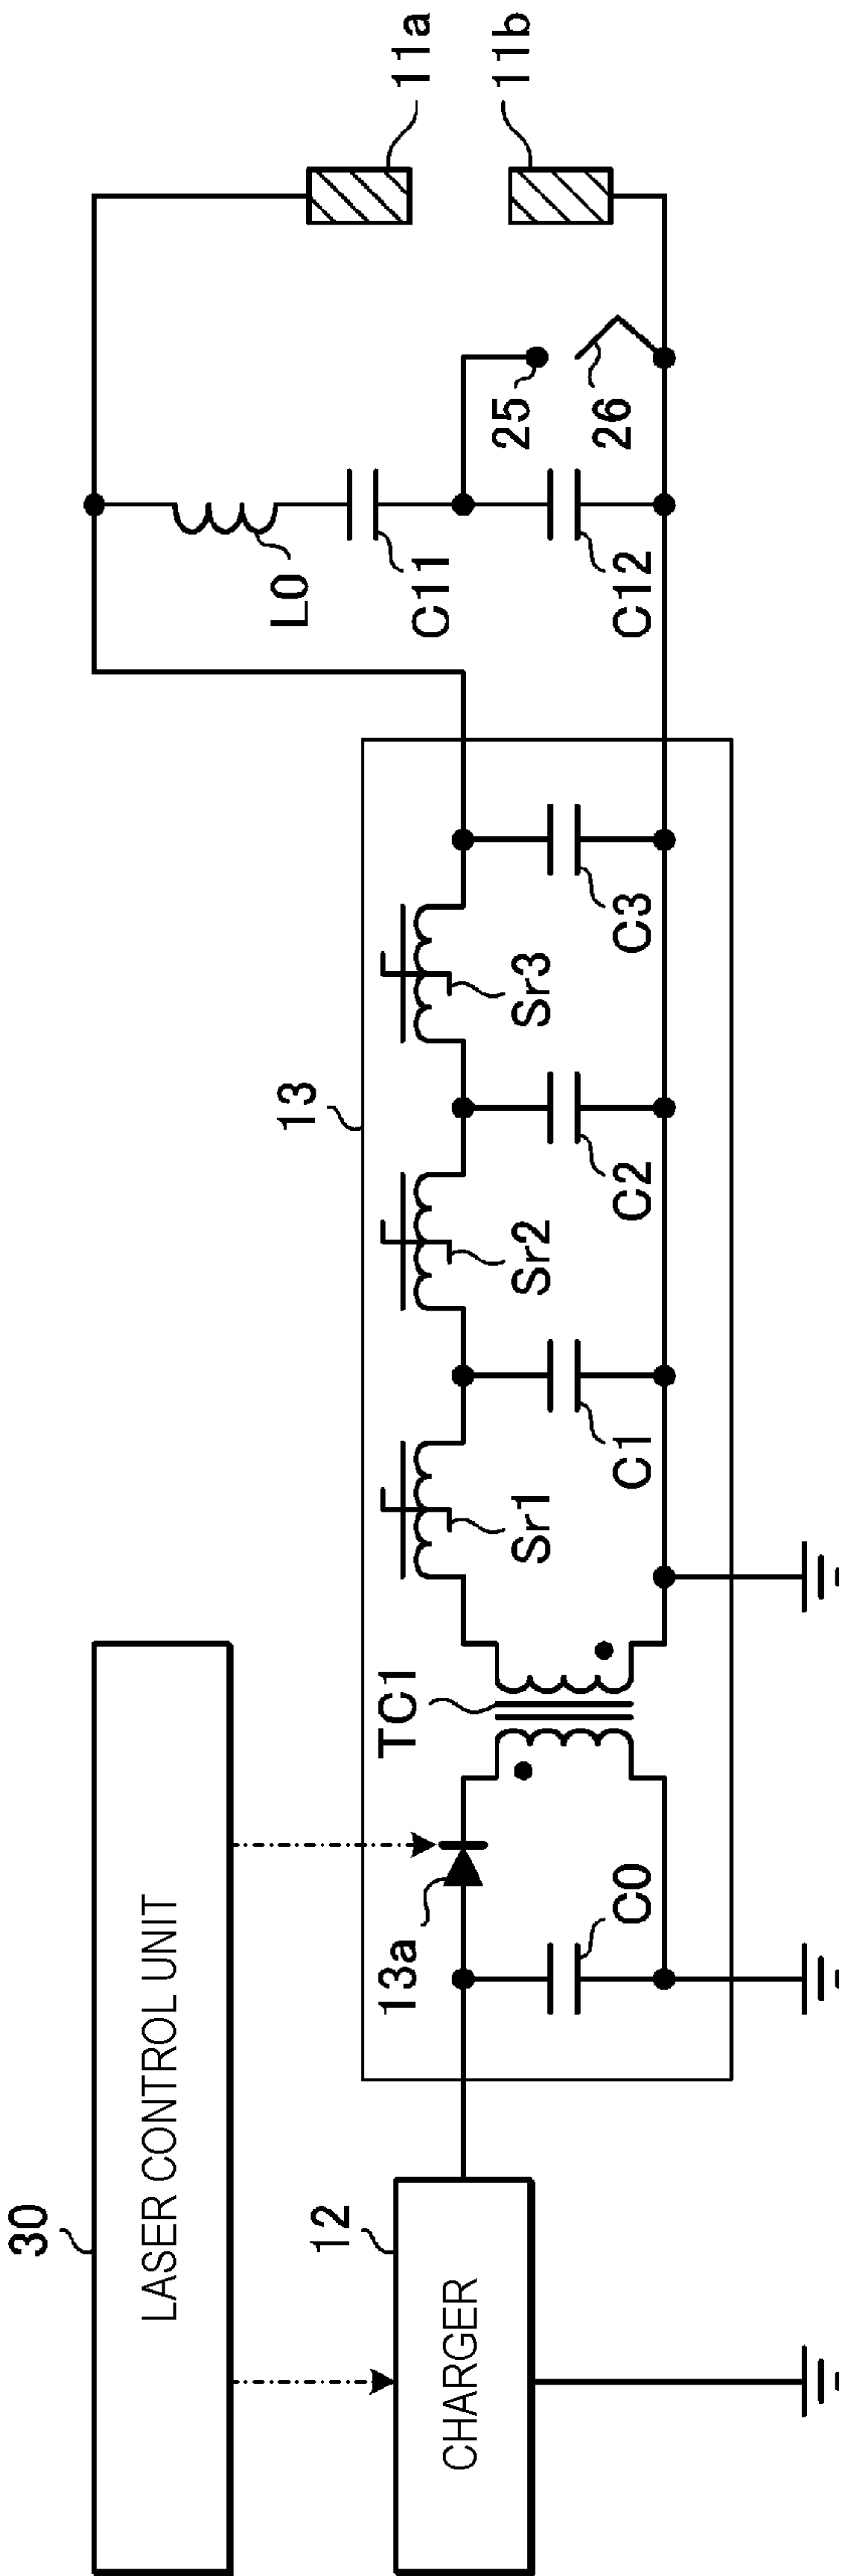 30
LASER CONTROL UNIT
12
CHARGER
13
13a
TC1
C0
Sr1
Sr2
Sr3
C1
C2
C3
L0
C11
C12
25
26
11a
11b